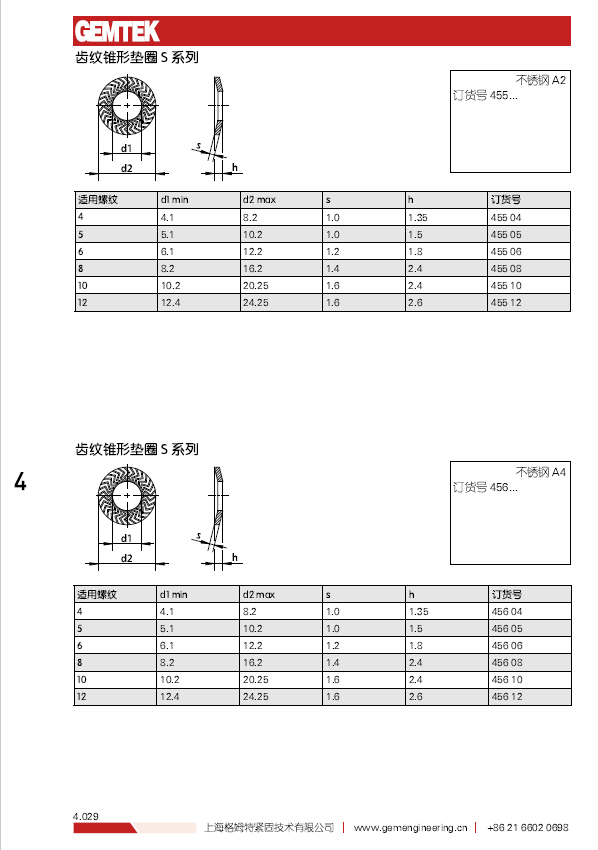 GEMTEK
齿纹锥形垫圈 S 系列
不锈钢 A2
订货号 455...
s
d1
d2
h
适用螺纹 d1 min d2 max s h 订货号
4 4.1 8.2 1.0 1.35 455 04
5 5.1 10.2 1.0 1.5 455 05
6 6.1 12.2 1.2 1.8 455 06
8 8.2 16.2 1.4 2.4 455 08
10 10.2 20.25 1.6 2.4 455 10
12 12.4 24.25 1.6 2.6 455 12
齿纹锥形垫圈 S 系列
4
不锈钢 A4
订货号 456...
s
d1
d2
h
适用螺纹 d1 min d2 max s h 订货号
4 4.1 8.2 1.0 1.35 456 04
5 5.1 10.2 1.0 1.5 456 05
6 6.1 12.2 1.2 1.8 456 06
8 8.2 16.2 1.4 2.4 456 08
10 10.2 20.25 1.6 2.4 456 10
12 12.4 24.25 1.6 2.6 456 12
4.029
上海格姆特紧固技术有限公司 | www.gemengineering.cn | +86 21 6602 0698